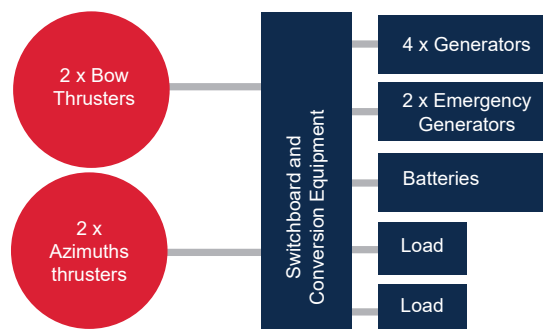 2 x Bow
Thrusters
2 x
Azimuths
thrusters
Switchboard and
Conversion Equipment
4 x Generators
2 x Emergency
Generators
Batteries
Load
Load